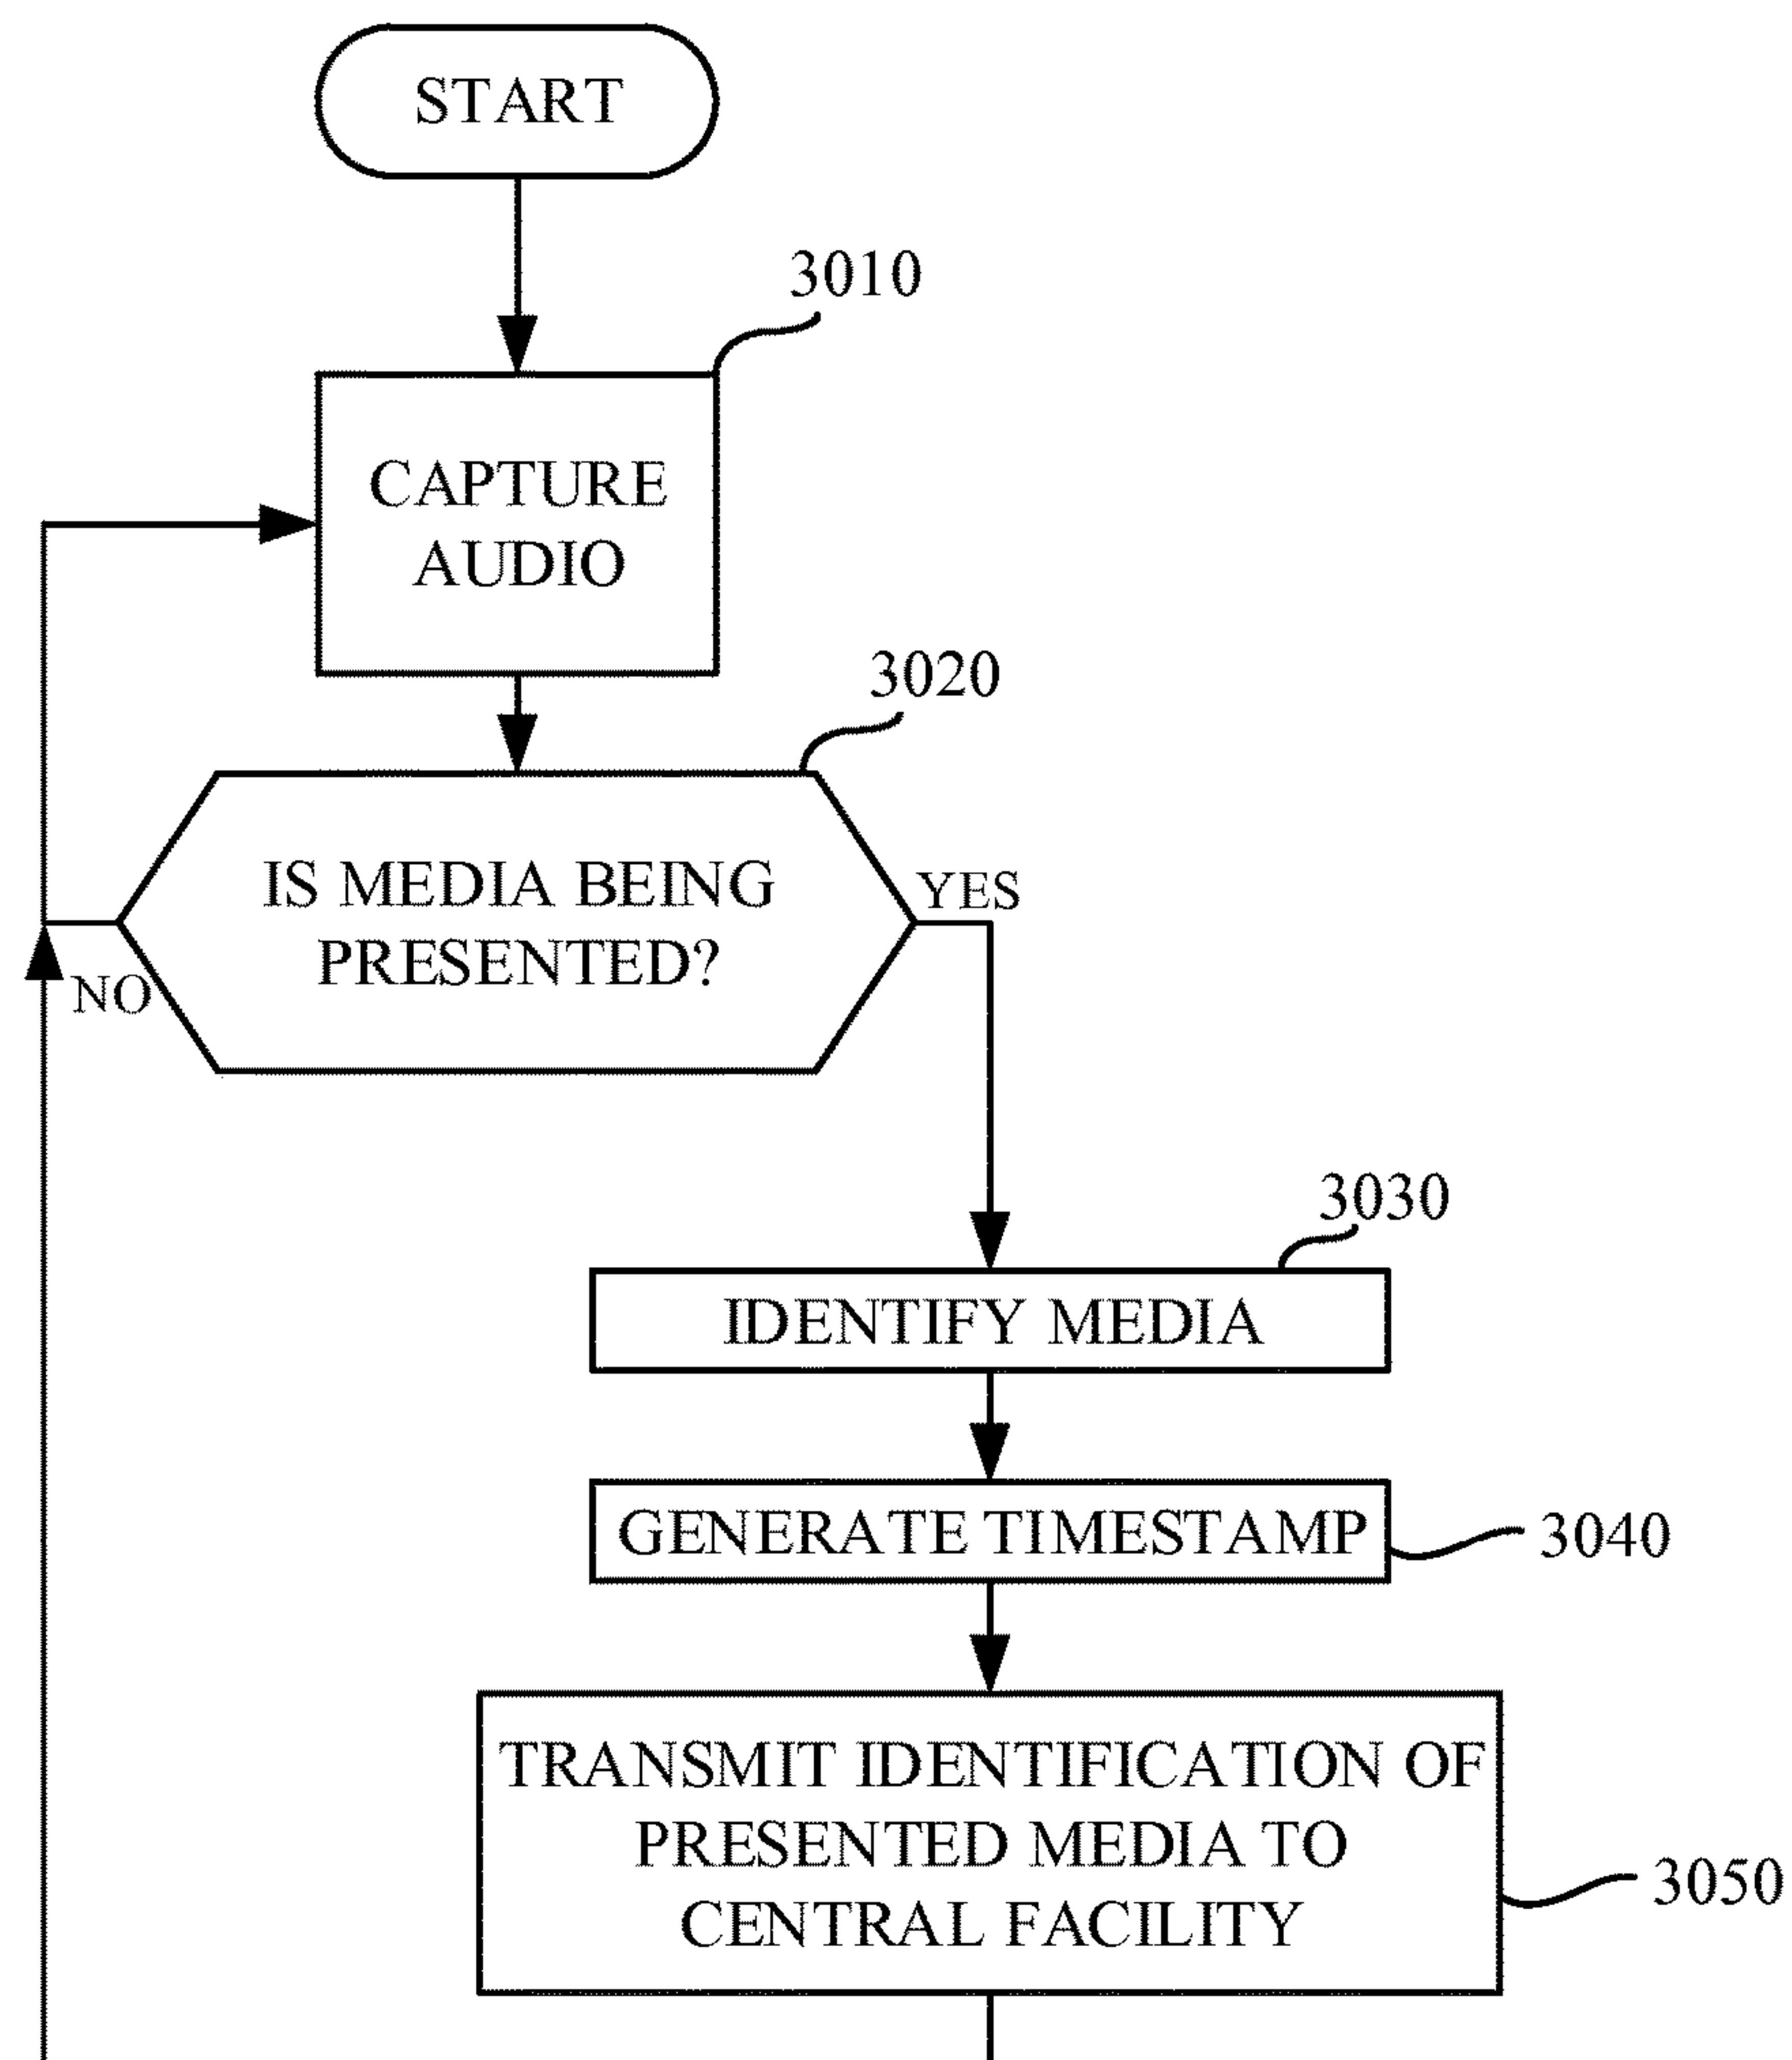 START
3010
CAPTURE
AUDIO
3020
IS MEDIA BEING
PRESENTED?
YES
NO
3030
IDENTIFY MEDIA
GENERATE TIMESTAMP
3040
TRANSMIT IDENTIFICATION OF
PRESENTED MEDIA TO
CENTRAL FACILITY
3050